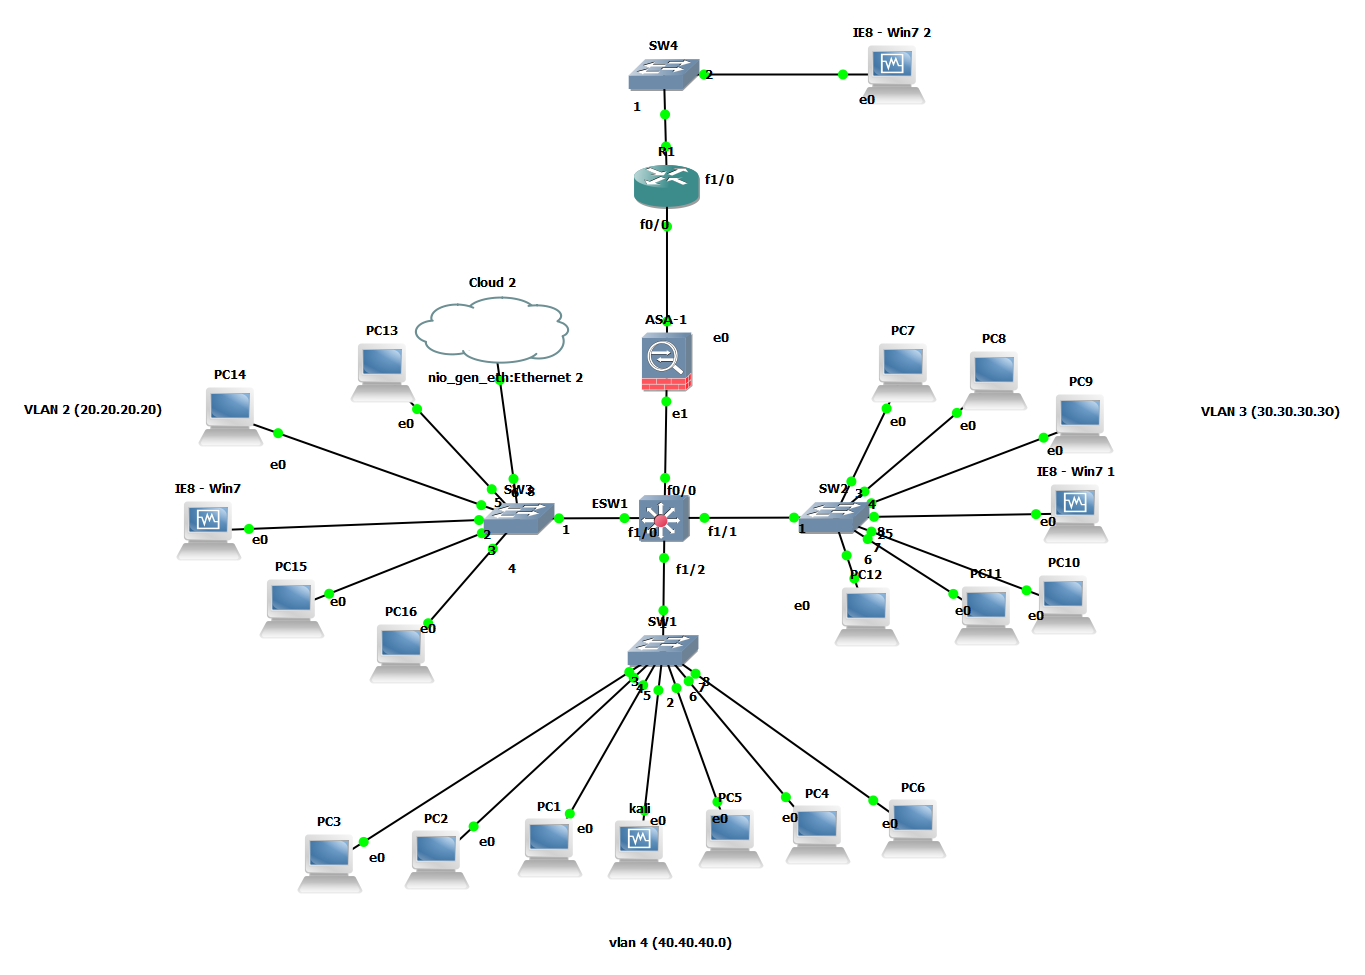 IE8 - Win7 2
SW4
2
e0
1
R1
f1/0
f0/0
Cloud 2
ASA-1
e0
PC13
PC7
PC8
nio_gen_eth:Ethernet 2
PC14
PC9
VLAN 2 (20.20.20.20)
VLAN 3 (30.30.30.30)
e1
e0
e0
e0
e0
e0
IE8 - Win7 1
IE8 - Win7
SW3
8
f0/0
SW2
3
5
ESW1
4
e0
1
f1/0
f1/1
1
2
e0
3
6
7
4
PC15
f1/2
PC12
PC11
PC10
e0
e0
e0
e0
PC16
SW1
e0
1
3
4
5
2
6
7
8
PC6
PC5
PC4
PC1
kali
PC3
PC2
e0
e0
e0
e0
e0
e0
e0
vlan 4 (40.40.40.0)